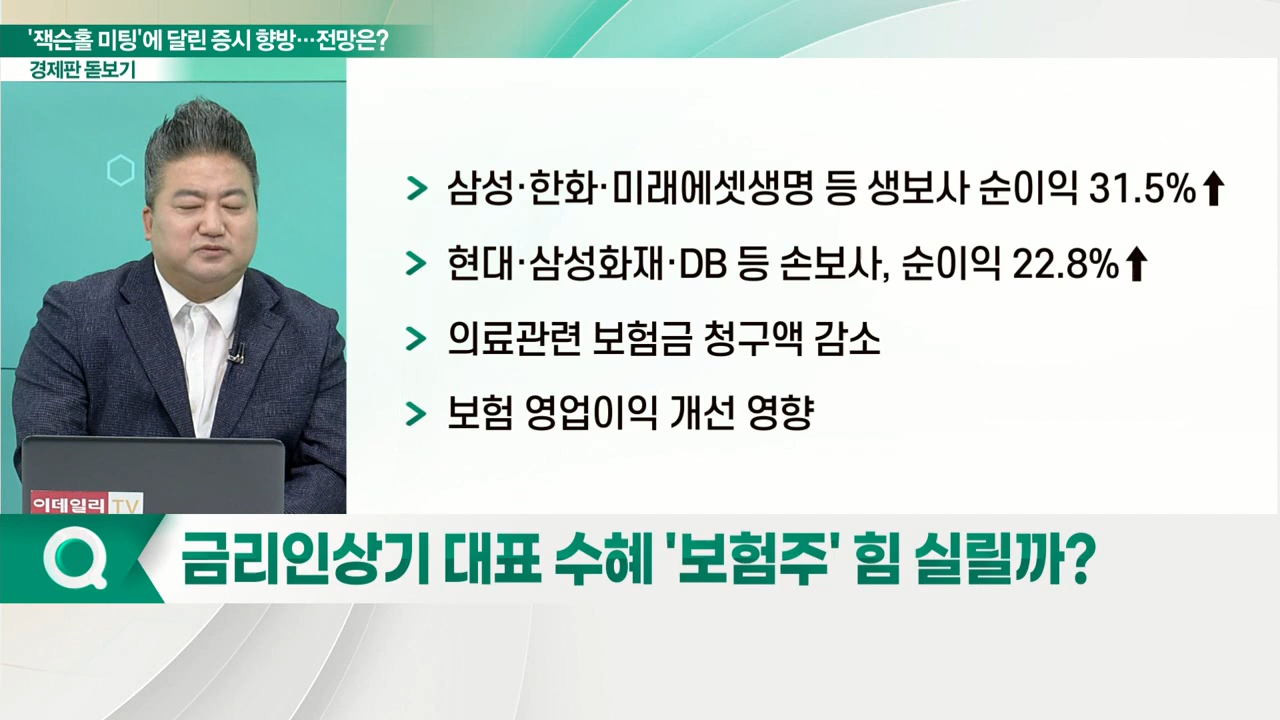 '잭슨홀 미팅'에 달린 증시 향방…전망은?
경제판 돋보기
> 삼성·한화·미래에셋생명 등 생보사 순이익 31.5%⬆
> 현대·삼성화재·DB 등 손보사, 순이익 22.8%⬆
> 의료관련 보험금 청구액 감소
> 보험 영업이익 개선 영향
이데일리 TV
Q 금리인상기 대표 수혜 '보험주' 힘 실릴까?